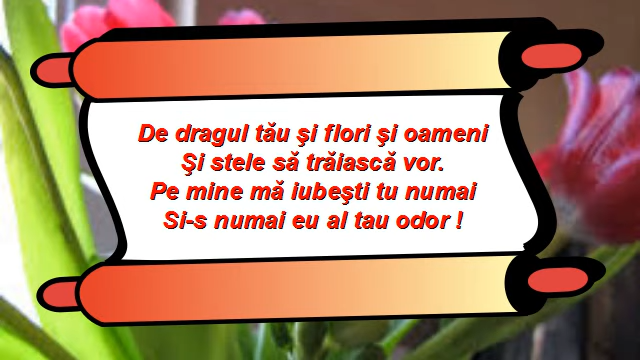 De dragul tău şi flori şi oameni
Şi stele să trăiască vor.
Pe mine mă iubeşti tu numai
Si-s numai eu al tau odor !